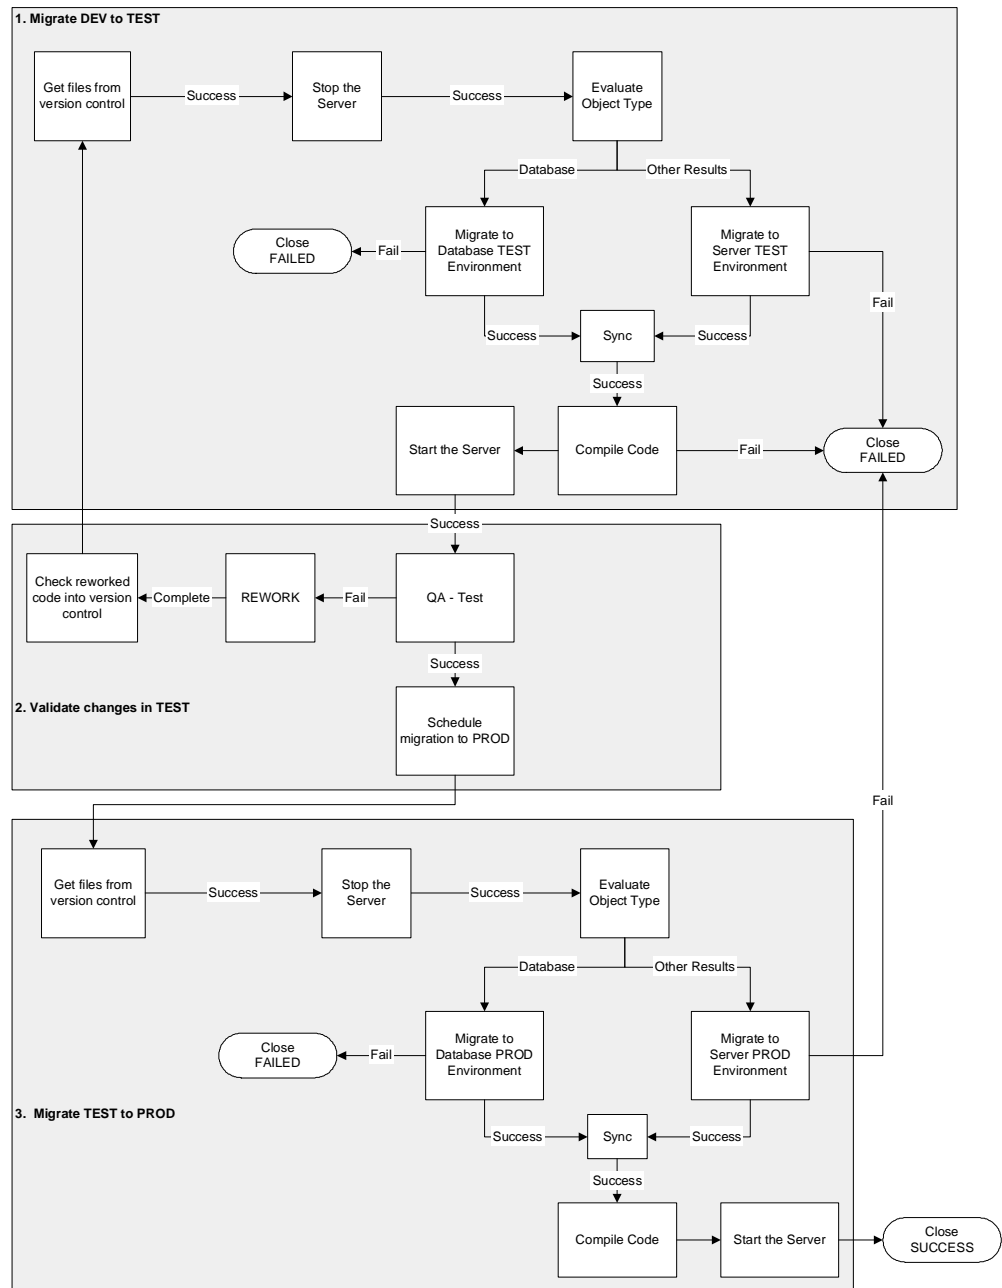 1. Migrate DEV to TEST
Get files from
version control
Success
Stop the
Server
Success
Evaluate
Object Type
Database
Other Results
Close
FAILED
Fail
Migrate to
Database TEST
Environment
Migrate to
Server TEST
Environment
Fail
Success
Sync
Success
Success
Start the Server
Compile Code
Fail
Close
FAILED
Success
Check reworked
code into version
control
Complete
REWORK
Fail
QA - Test
Success
2. Validate changes in TEST
Schedule
migration to PROD
Fail
Get files from
version control
Success
Stop the
Server
Success
Evaluate
Object Type
Database
Other Results
Close
FAILED
Fail
Migrate to
Database PROD
Environment
Migrate to
Server PROD
Environment
3. Migrate TEST to PROD
Success
Sync
Success
Success
Compile Code
Start the Server
Close
SUCCESS